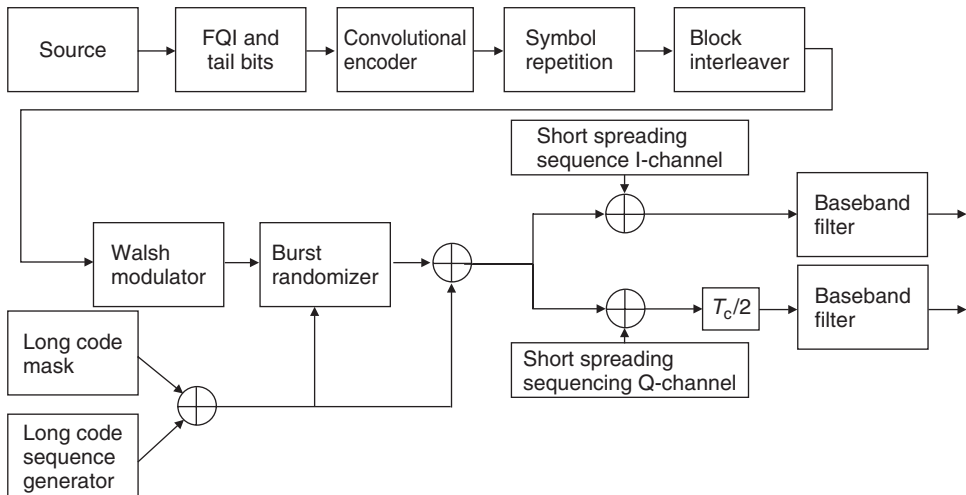 Source
FQI and
tail bits
Convolutional
encoder
Symbol
repetition
Block
interleaver
Short spreading
sequence I-channel
Baseband
filter
Walsh
modulator
Burst
randomizer
T_c/2
Baseband
filter
Long code
mask
Short spreading
sequencing Q-channel
Long code
sequence
generator